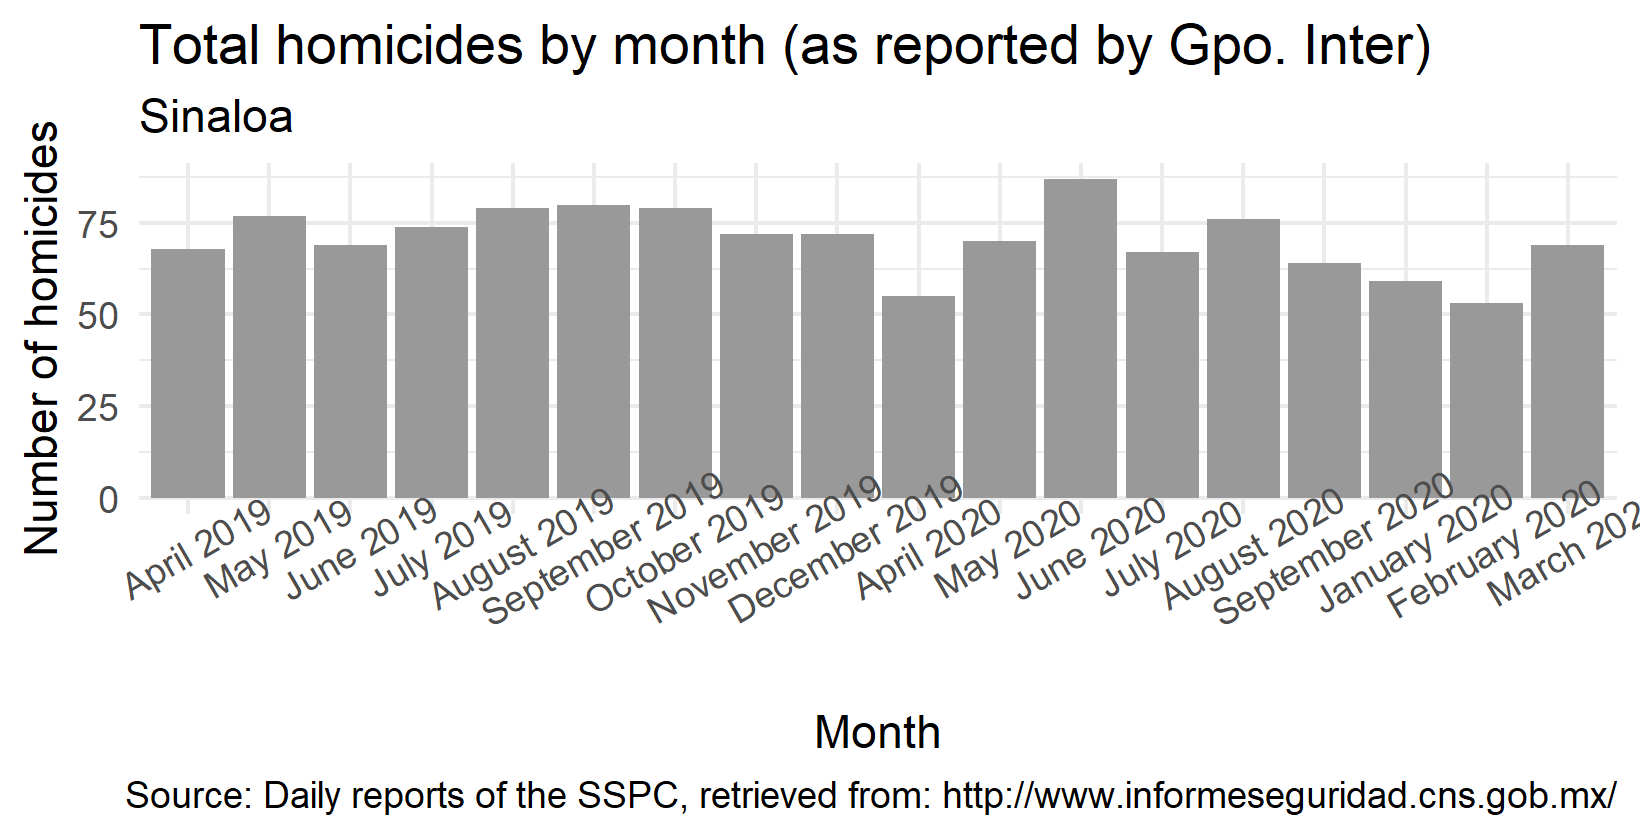 Total homicides by month (as reported by Gpo. Inter)
Sinaloa
Number of homicides
75
50
25
0
April 2019
May 2019
June 2019
July 2019
August 2019
September 2019
October 2019
November 2019
December 2019
April 2020
May 2020
June 2020
July 2020
August 2020
September 2020
January 2020
February 2020
March 202
Month
Source: Daily reports of the SSPC, retrieved from: http://www.informeseguridad.cns.gob.mx/